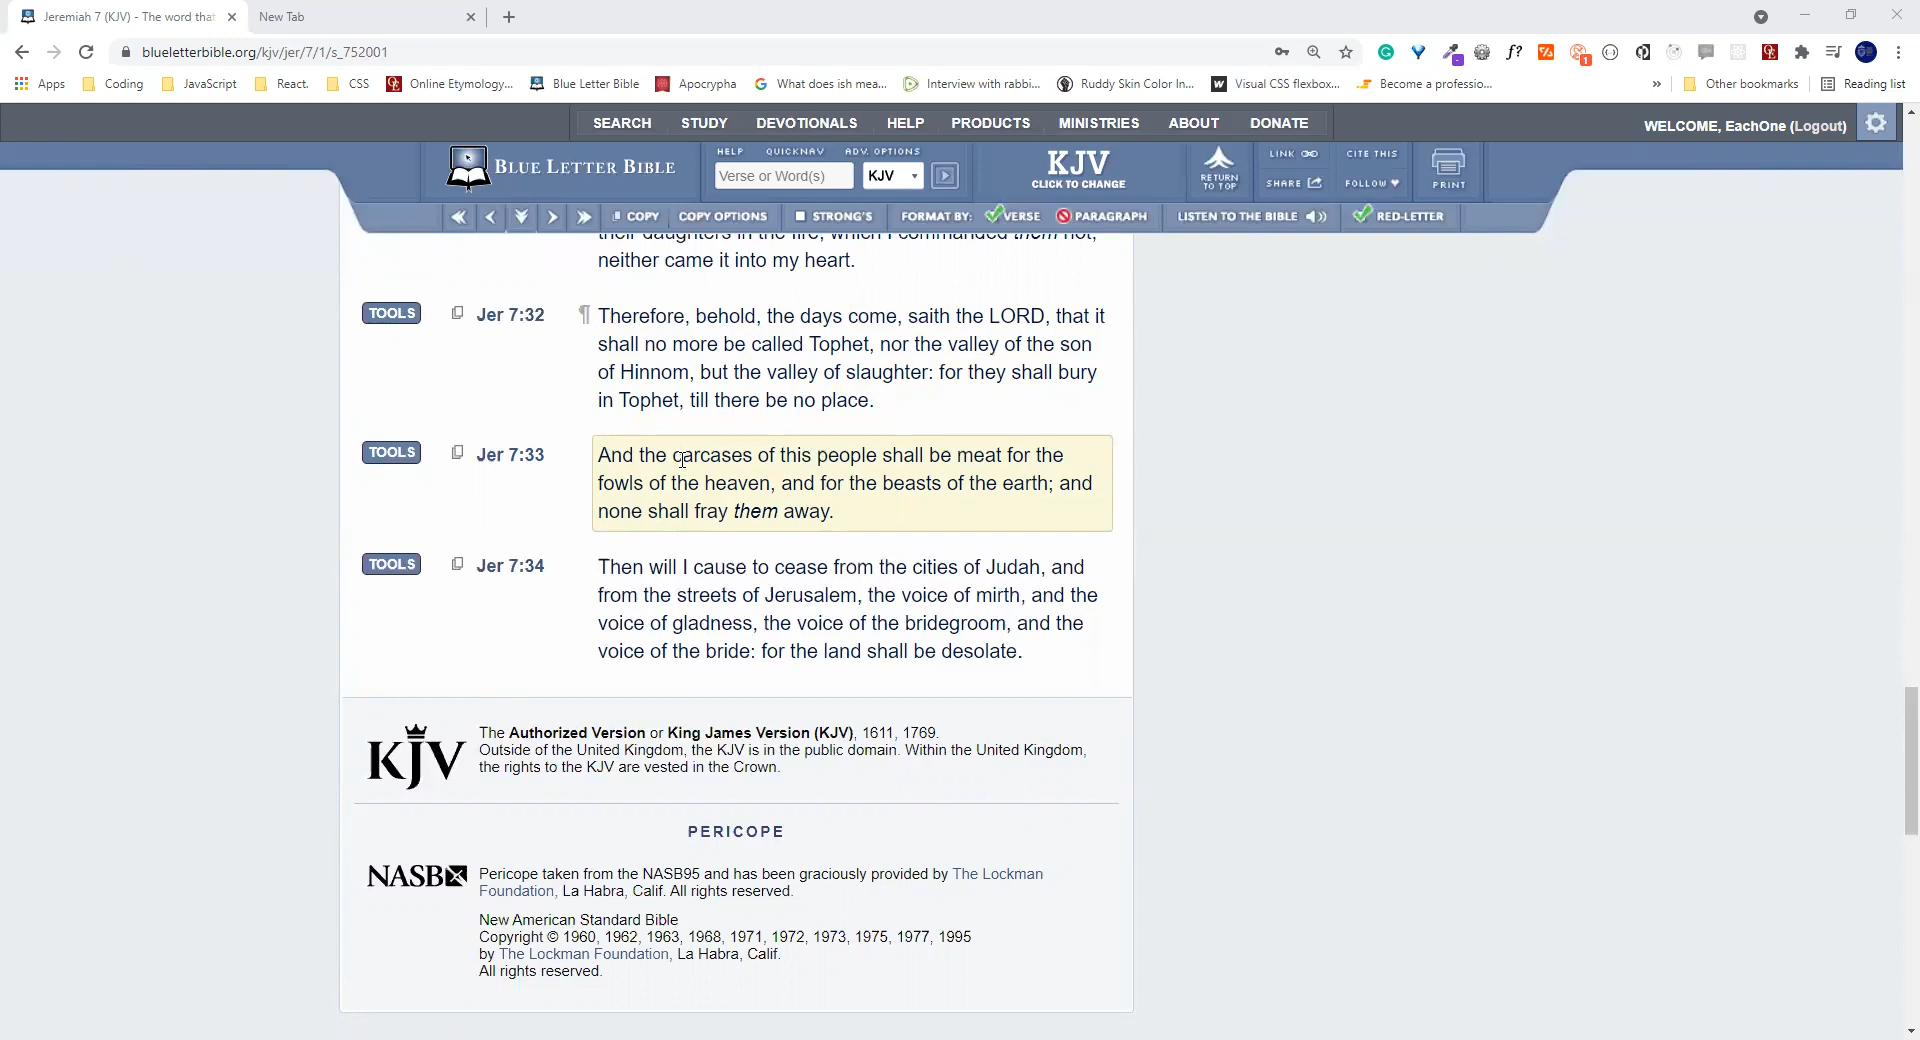 Jeremiah 7 (KJV) - The word that
New Tab
blueletterbible.org/kjv/jer/7/1/s_752001
f?
1
Apps
Coding
JavaScript
React.
CSS
Online Etymology...
Blue Letter Bible
Apocrypha
What does ish mea...
Interview with rabbi...
Ruddy Skin Color In...
Visual CSS flexbox...
Become a professio...
»
Other bookmarks
Reading list
SEARCH
STUDY
DEVOTIONALS
HELP
PRODUCTS
MINISTRIES
ABOUT
DONATE
WELCOME, EachOne (Logout)
BLUE LETTER BIBLE
HELP
QUICKNAV
ADV. OPTIONS
Verse or Word(s)
KJV
KJV
CLICK TO CHANGE
RETURN
TO TOP
LINK
CITE THIS
SHARE
FOLLOW
PRINT
COPY
COPY OPTIONS
STRONG'S
FORMAT BY:
VERSE
PARAGRAPH
LISTEN TO THE BIBLE
RED-LETTER
their daughters in the fire; which I commanded them not,
neither came it into my heart.
TOOLS
Jer 7:32
¶ Therefore, behold, the days come, saith the LORD, that it
shall no more be called Tophet, nor the valley of the son
of Hinnom, but the valley of slaughter: for they shall bury
in Tophet, till there be no place.
TOOLS
Jer 7:33
And the carcases of this people shall be meat for the
fowls of the heaven, and for the beasts of the earth; and
none shall fray them away.
TOOLS
Jer 7:34
Then will I cause to cease from the cities of Judah, and
from the streets of Jerusalem, the voice of mirth, and the
voice of gladness, the voice of the bridegroom, and the
voice of the bride: for the land shall be desolate.
KJV
The Authorized Version or King James Version (KJV), 1611, 1769.
Outside of the United Kingdom, the KJV is in the public domain. Within the United Kingdom,
the rights to the KJV are vested in the Crown.
PERICOPE
NASB
Pericope taken from the NASB95 and has been graciously provided by The Lockman
Foundation, La Habra, Calif. All rights reserved.
New American Standard Bible
Copyright © 1960, 1962, 1963, 1968, 1971, 1972, 1973, 1975, 1977, 1995
by The Lockman Foundation, La Habra, Calif.
All rights reserved.